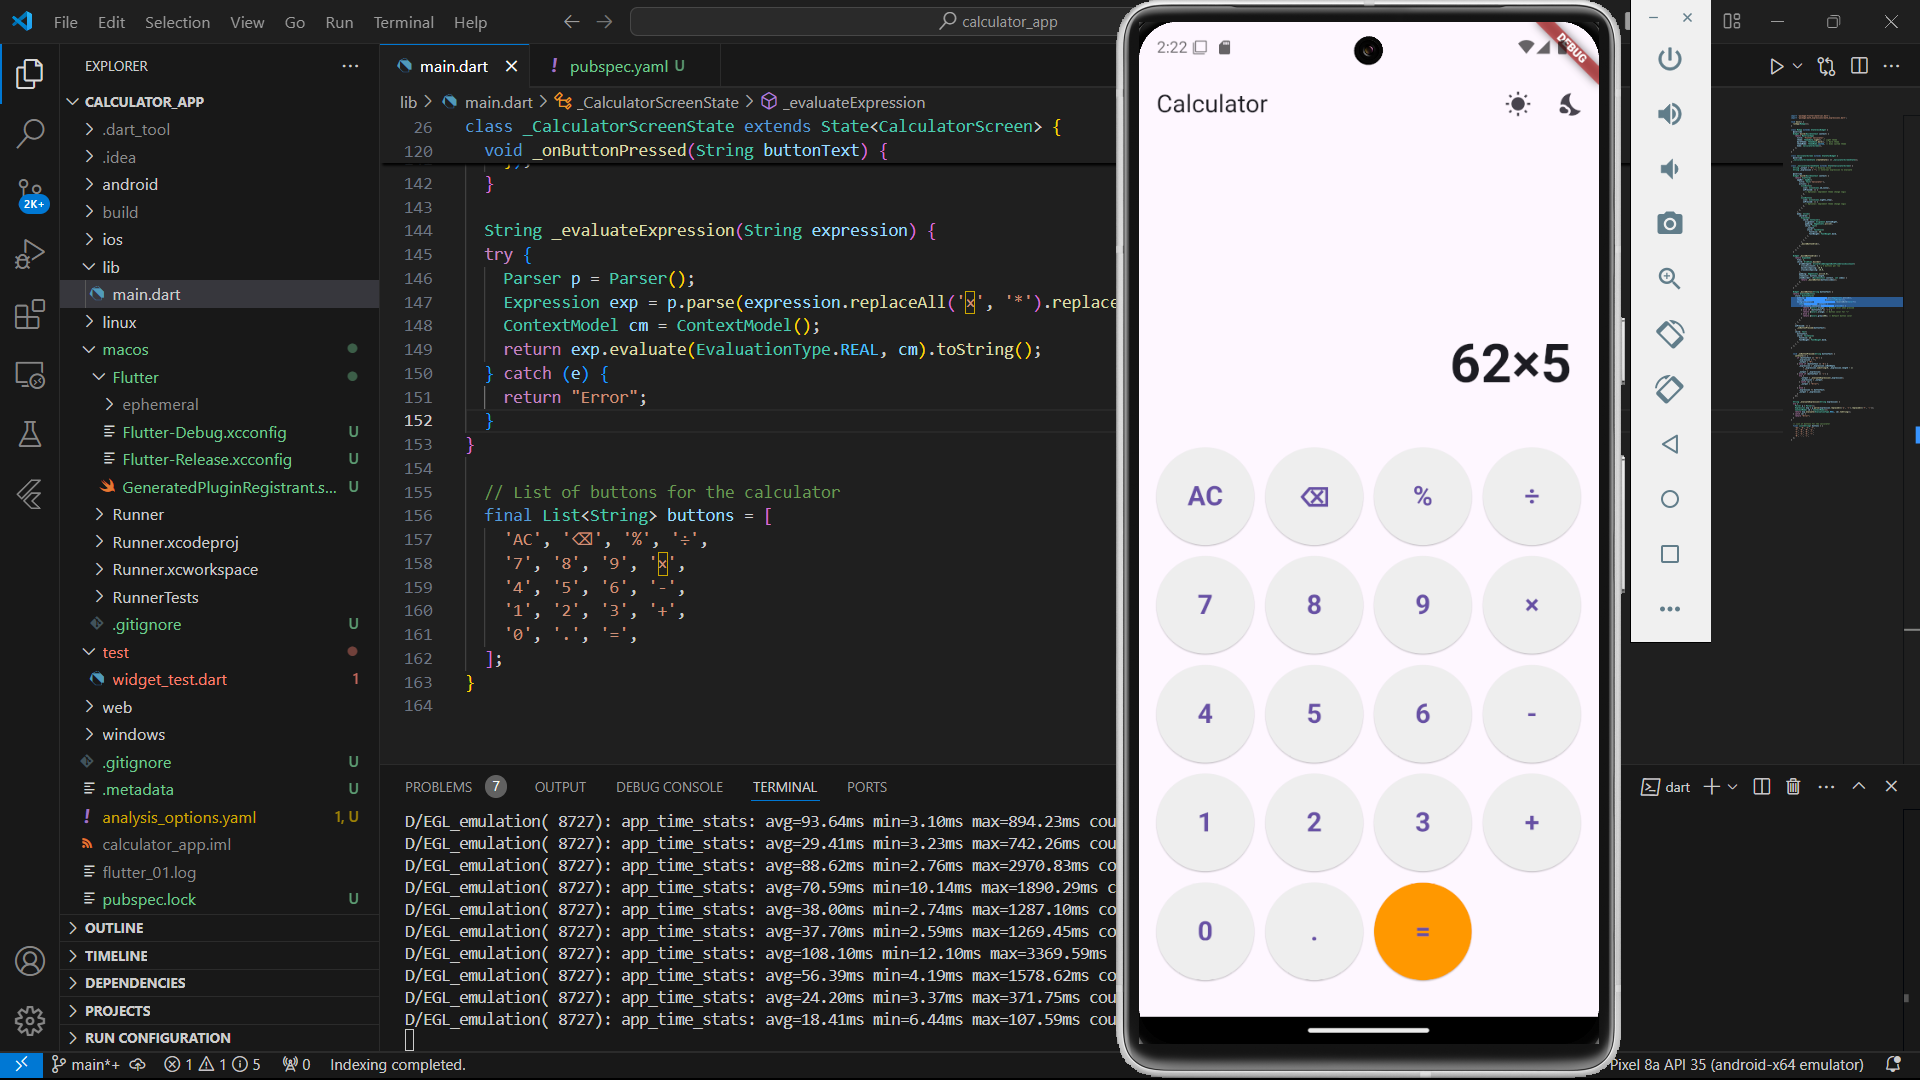 File Edit Selection View Go Run Terminal Help
calculator_app
EXPLORER
CALCULATOR_APP
.dart_tool
.idea
android
build
ios
lib
main.dart
linux
macos
Flutter
ephemeral
Flutter-Debug.xcconfig U
Flutter-Release.xcconfig U
GeneratedPluginRegistrant.s... U
Runner
Runner.xcodeproj
Runner.xcworkspace
RunnerTests
.gitignore U
test
widget_test.dart 1
web
windows
.gitignore U
.metadata U
! analysis_options.yaml 1, U
calculator_app.iml
flutter_01.log
pubspec.lock U
OUTLINE
TIMELINE
DEPENDENCIES
PROJECTS
RUN CONFIGURATION
2K+
main.dart
! pubspec.yaml U
lib > main.dart > _CalculatorScreenState > _evaluateExpression
26 class _CalculatorScreenState extends State<CalculatorScreen> {
120 void _onButtonPressed(String buttonText) {
142 }
143
144 String _evaluateExpression(String expression) {
145 try {
146 Parser p = Parser();
147 Expression exp = p.parse(expression.replaceAll('×', '*').replace
148 ContextModel cm = ContextModel();
149 return exp.evaluate(EvaluationType.REAL, cm).toString();
150 } catch (e) {
151 return "Error";
152 }
153 }
154
155 // List of buttons for the calculator
156 final List<String> buttons = [
157 'AC', '⌫', '%', '÷',
158 '7', '8', '9', '×',
159 '4', '5', '6', '-',
160 '1', '2', '3', '+',
161 '0', '.', '=',
162 ];
163 }
164
PROBLEMS 7 OUTPUT DEBUG CONSOLE TERMINAL PORTS
dart
D/EGL_emulation( 8727): app_time_stats: avg=93.64ms min=3.10ms max=894.23ms cou
D/EGL_emulation( 8727): app_time_stats: avg=29.41ms min=3.23ms max=742.26ms cou
D/EGL_emulation( 8727): app_time_stats: avg=88.62ms min=2.76ms max=2970.83ms co
D/EGL_emulation( 8727): app_time_stats: avg=70.59ms min=10.14ms max=1890.29ms c
D/EGL_emulation( 8727): app_time_stats: avg=38.00ms min=2.74ms max=1287.10ms co
D/EGL_emulation( 8727): app_time_stats: avg=37.70ms min=2.59ms max=1269.45ms co
D/EGL_emulation( 8727): app_time_stats: avg=108.10ms min=12.10ms max=3369.59ms
D/EGL_emulation( 8727): app_time_stats: avg=56.39ms min=4.19ms max=1578.62ms co
D/EGL_emulation( 8727): app_time_stats: avg=24.20ms min=3.37ms max=371.75ms cou
D/EGL_emulation( 8727): app_time_stats: avg=18.41ms min=6.44ms max=107.59ms cou
2:22
DEBUG
Calculator
62×5
AC ⌫ % ÷
7 8 9 ×
4 5 6 -
1 2 3 +
0 . =
main*+ 1 1 5 0 Indexing completed.
Pixel 8a API 35 (android-x64 emulator)